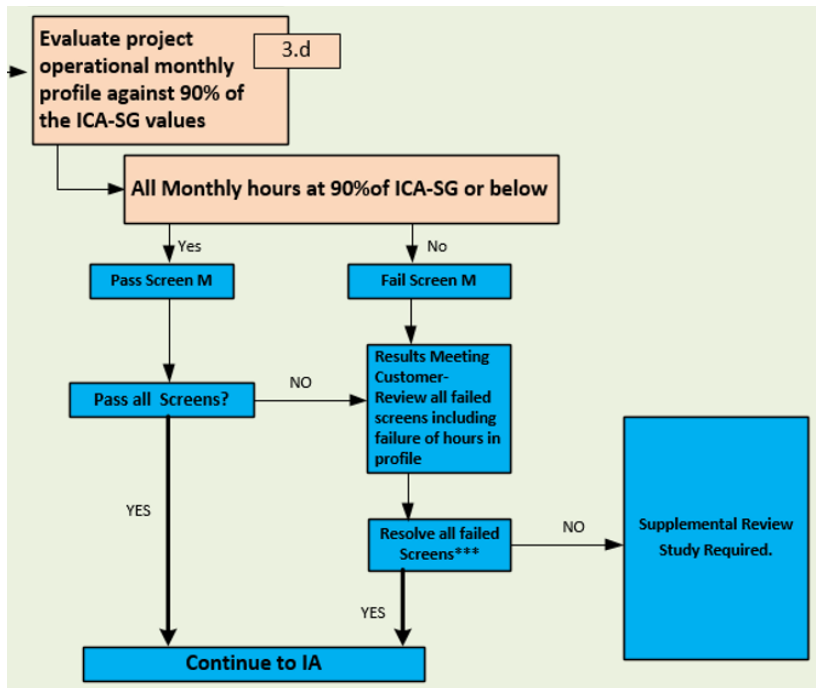 Evaluate project
operational monthly
profile against 90% of
the ICA-SG values
3.d
All Monthly hours at 90%of ICA-SG or below
Yes
No
Pass Screen M
Fail Screen M
Results Meeting
Customer-
Review all failed
screens including
failure of hours in
profile
Pass all  Screens?
NO
YES
Resolve all failed
Screens***
NO
Supplemental Review
Study Required.
YES
Continue to IA